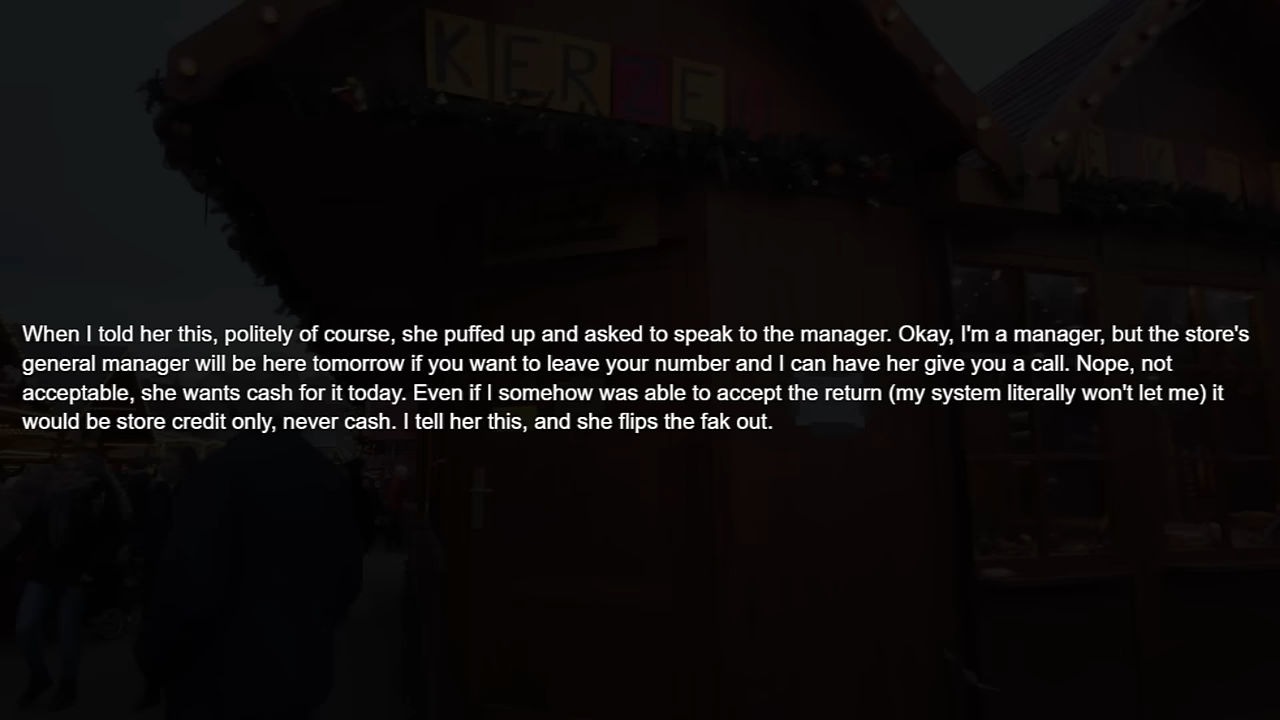 KERZE
When I told her this, politely of course, she puffed up and asked to speak to the manager. Okay, I'm a manager, but the store's
general manager will be here tomorrow if you want to leave your number and I can have her give you a call. Nope, not
acceptable, she wants cash for it today. Even if I somehow was able to accept the return (my system literally won't let me) it
would be store credit only, never cash. I tell her this, and she flips the fak out.